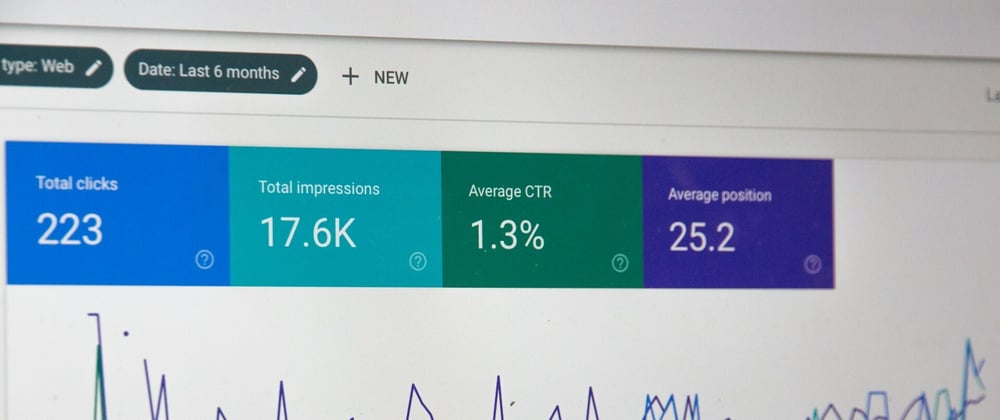 type: Web
Date: Last 6 months
+ NEW
La
Total clicks
223
Total impressions
17.6K
Average CTR
1.3%
Average position
25.2